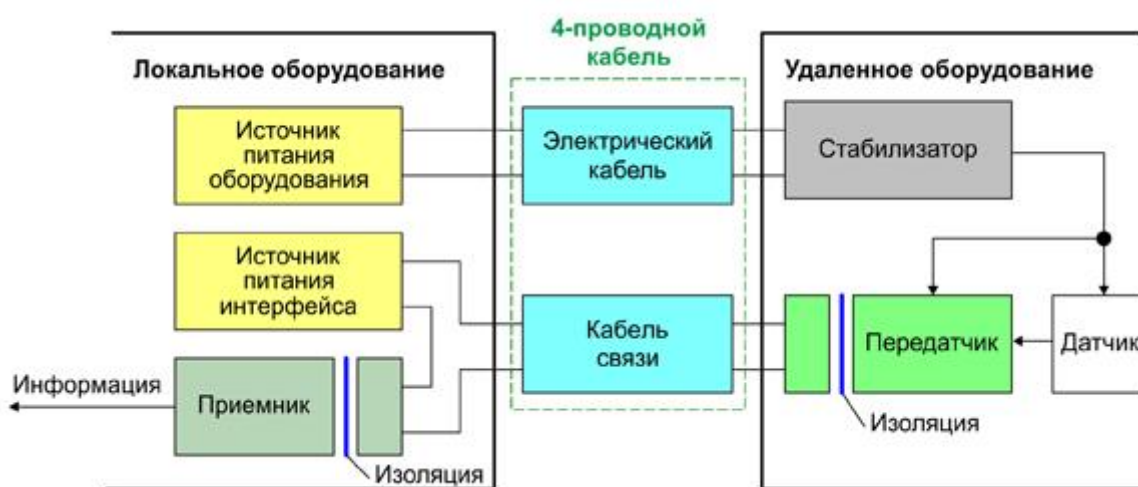 4-проводной
кабель
Локальное оборудование
Удаленное оборудование
Источник
питания
оборудования
Электрический
кабель
Стабилизатор
Источник
питания
интерфейса
Кабель
связи
Передатчик
Датчик
Информация
Приемник
Изоляция
Изоляция